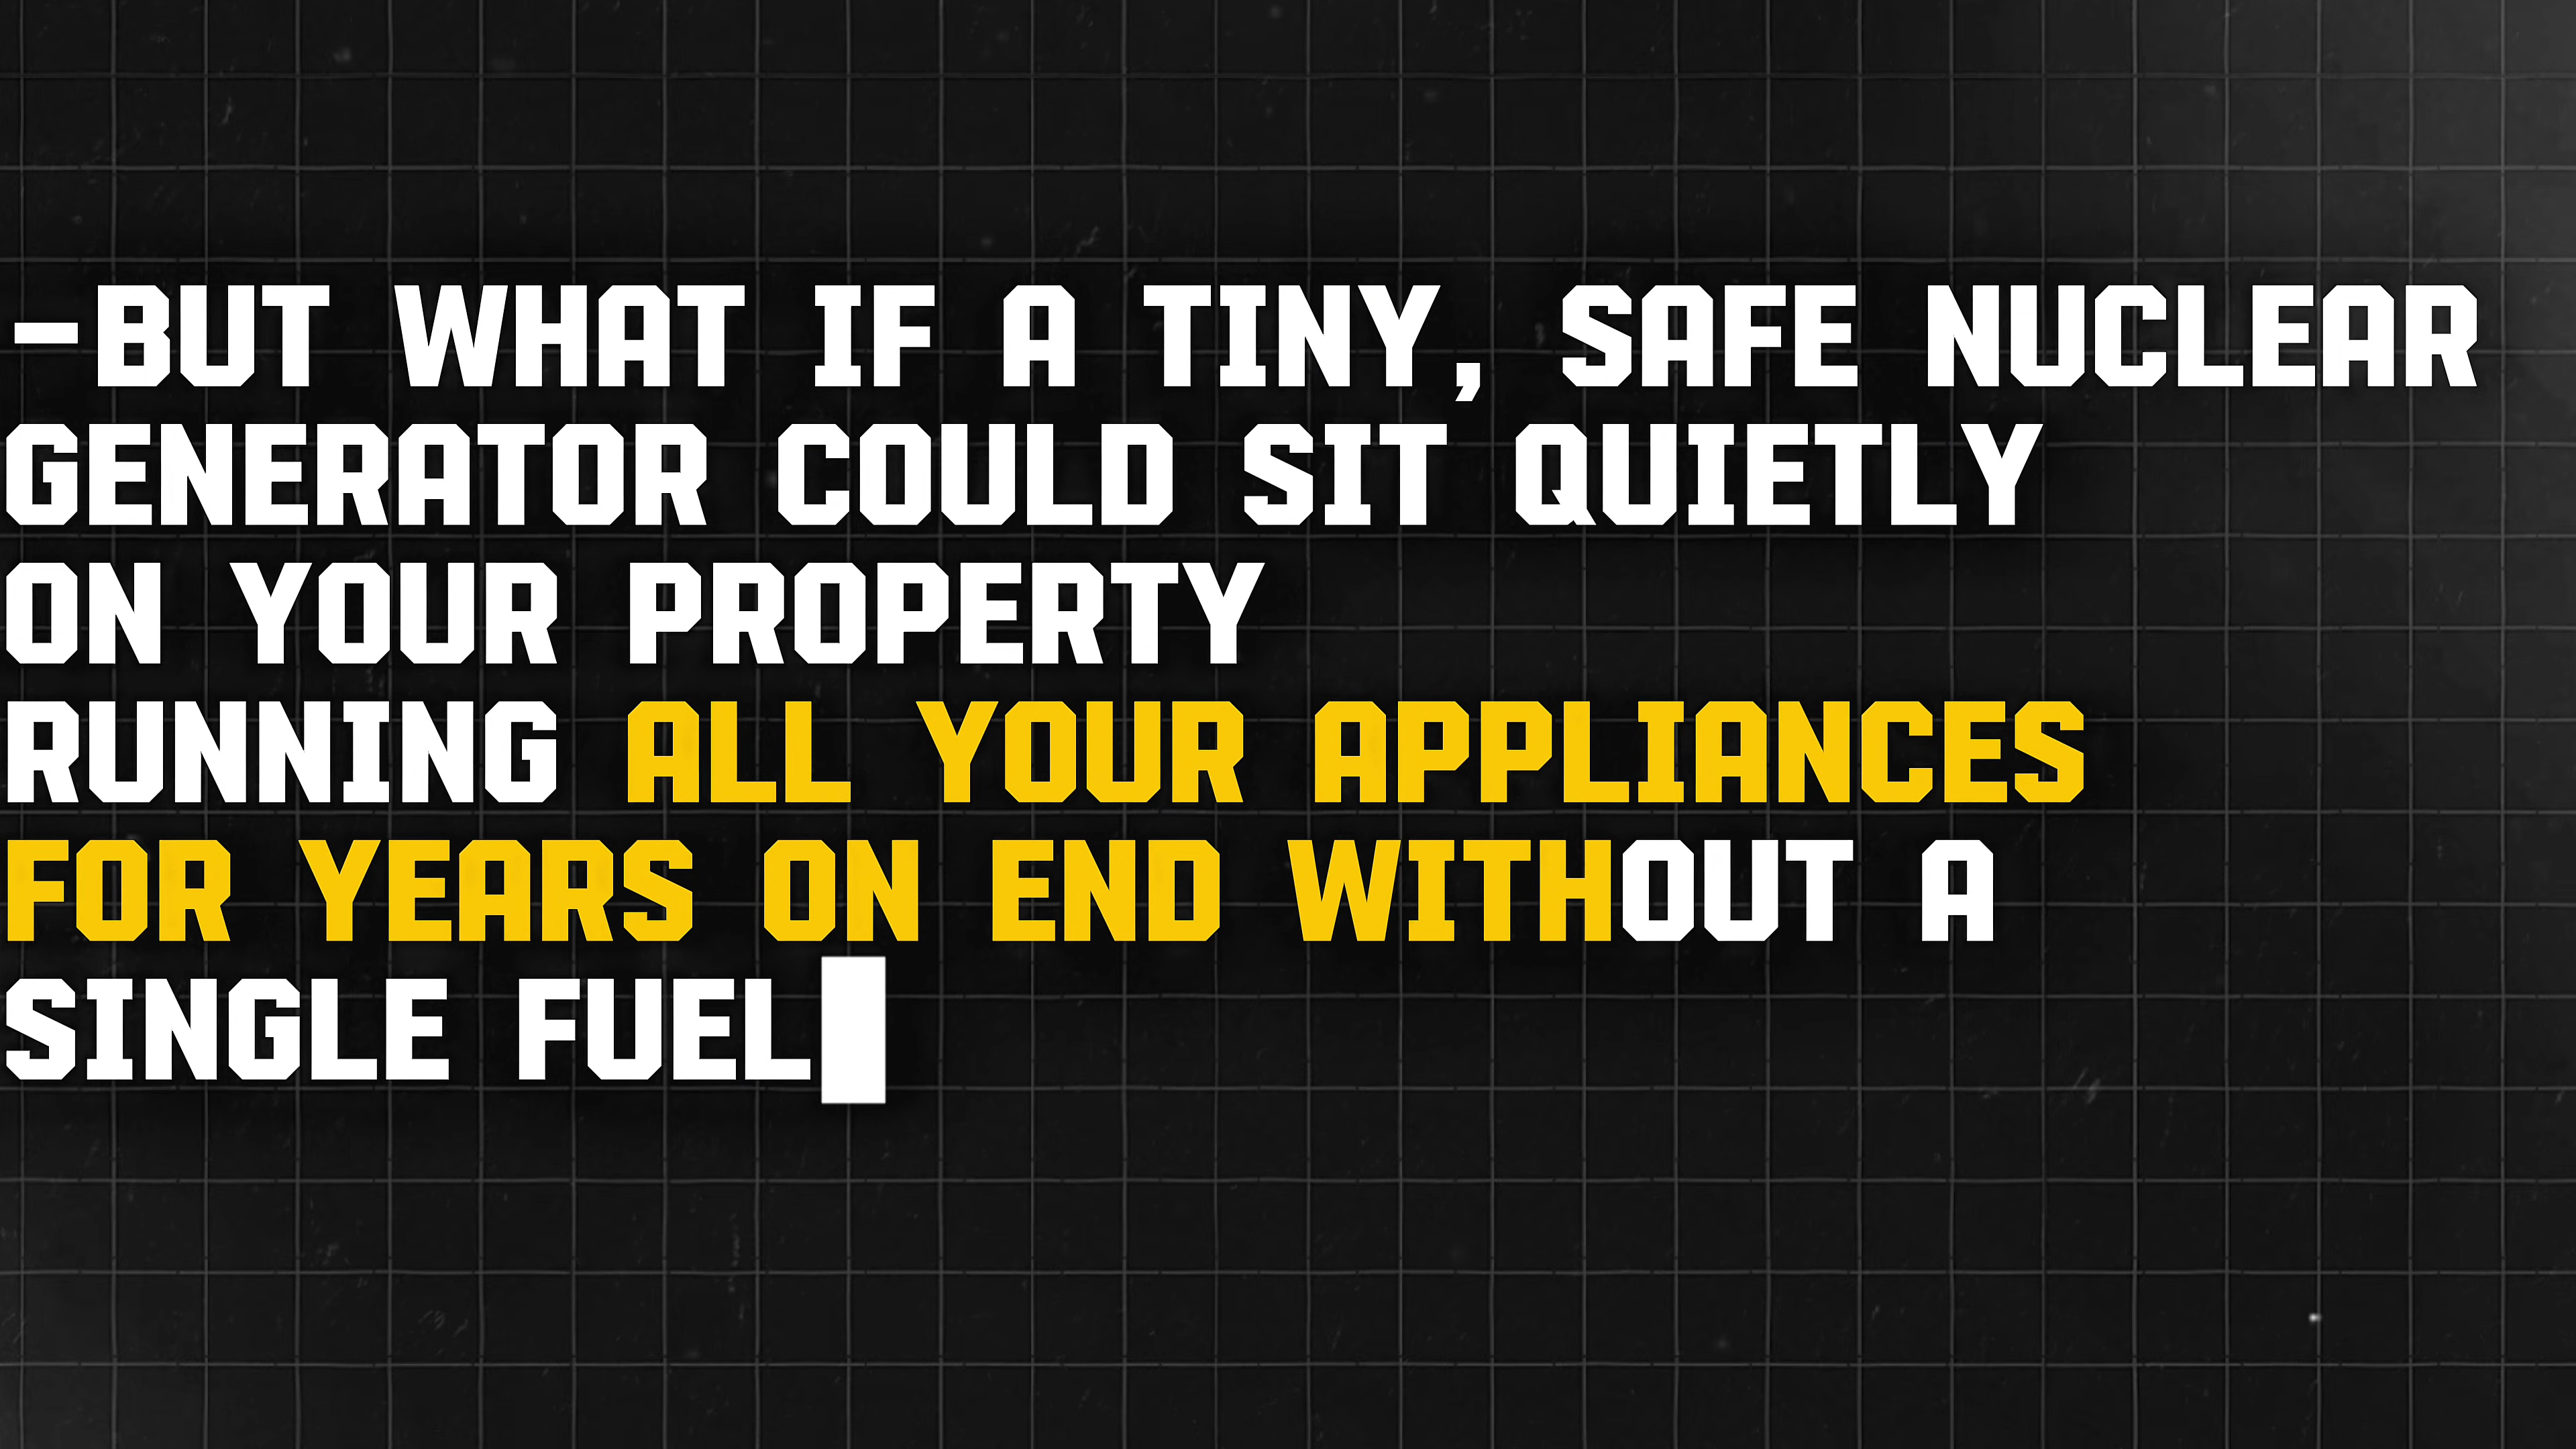 -BUT WHAT IF A TINY, SAFE NUCLEAR
GENERATOR COULD SIT QUIETLY
ON YOUR PROPERTY
RUNNING ALL YOUR APPLIANCES
FOR YEARS ON END WITHOUT A
SINGLE FUEL